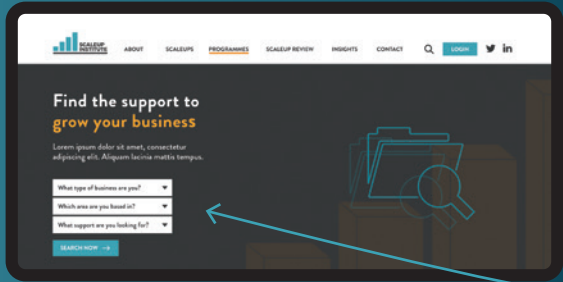 SCALEUP
INSTITUTE
ABOUT
SCALEUPS
PROGRAMMES
SCALEUP REVIEW
INSIGHTS
CONTACT
LOGIN
in
Find the support to
grow your business
Lorem ipsum dolor sit amet, consectetur
adipiscing elit. Aliquam lacinia mattis tempus.
What type of business are you?
Which area are you based in?
What support are you looking for?
SEARCH NOW →